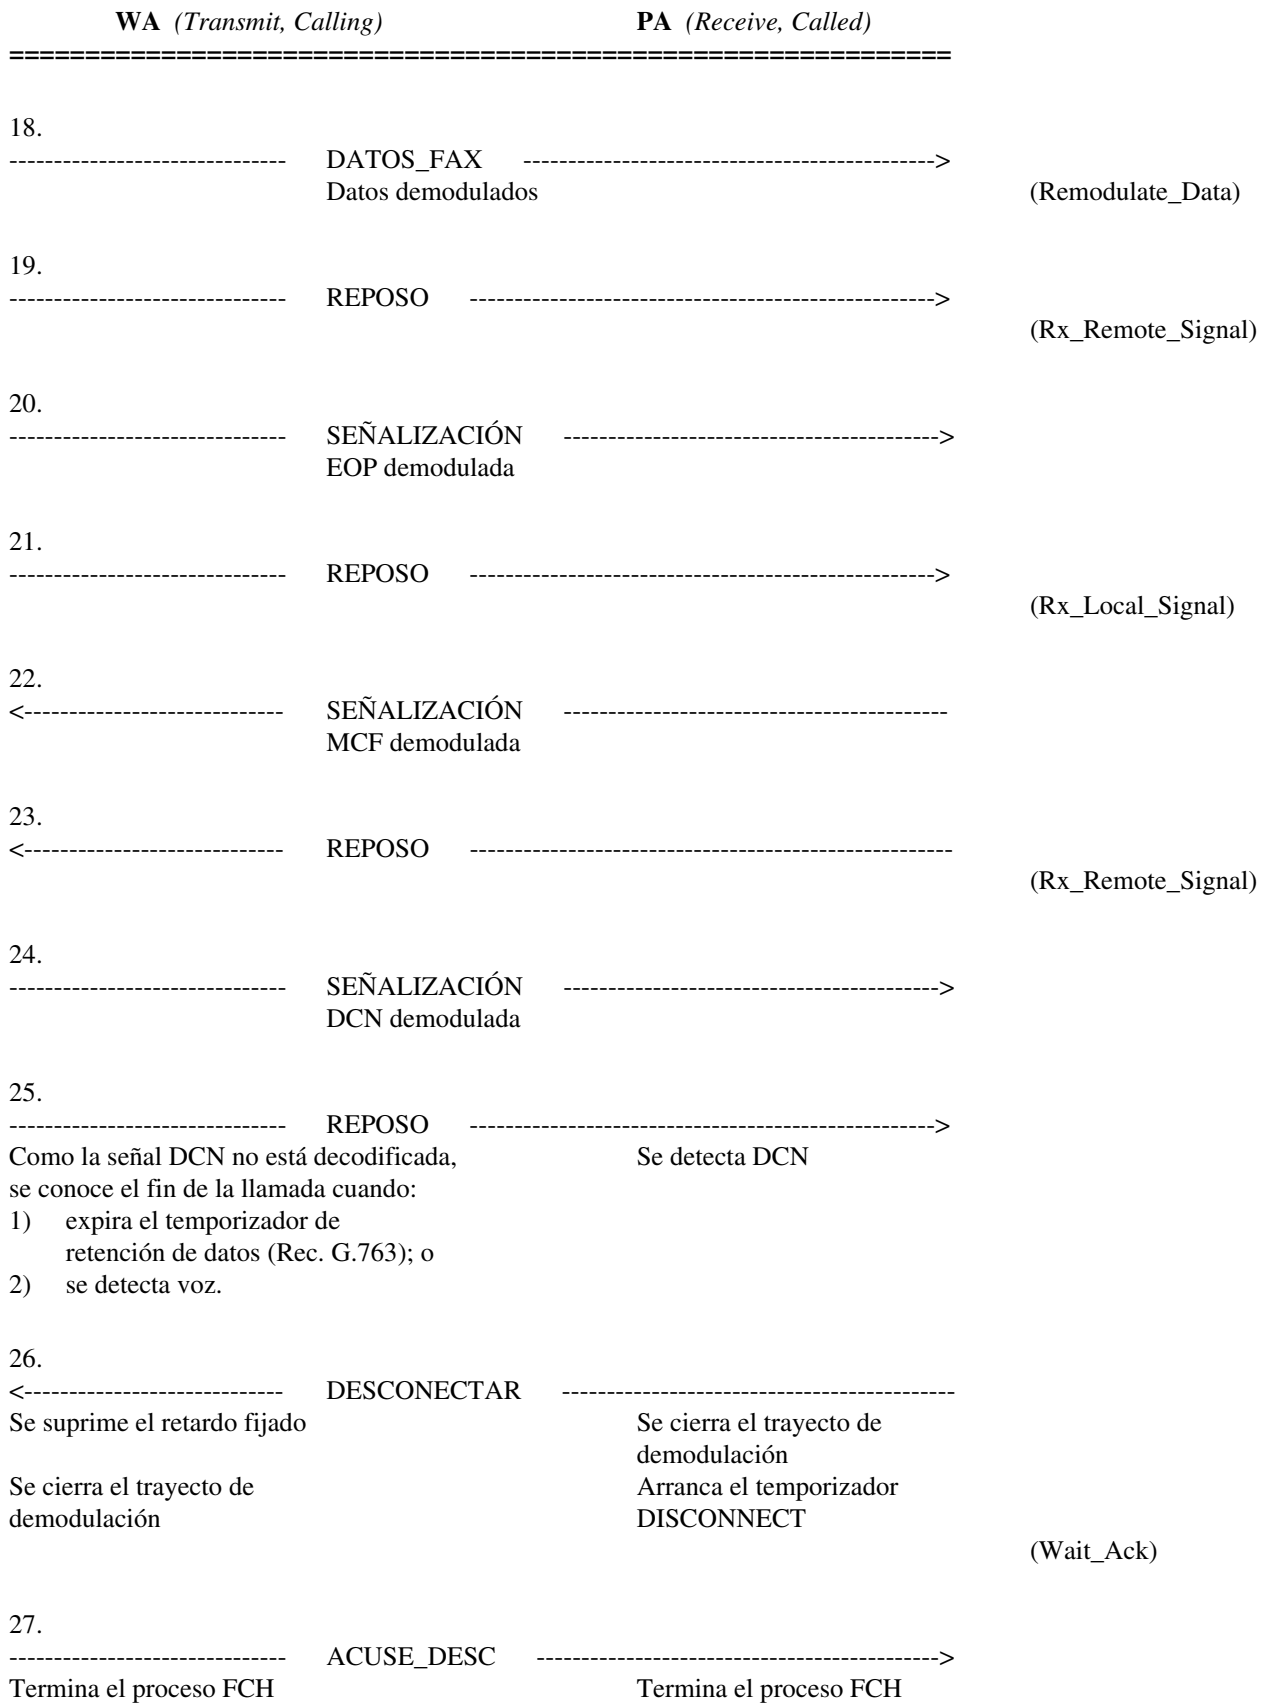 WA (Transmit, Calling) PA (Receive, Called)
==============================================================
18.
------------------------------- DATOS_FAX ---------------------------------------------->
Datos demodulados (Remodulate_Data)
19.
------------------------------- REPOSO ---------------------------------------------------->
(Rx_Remote_Signal)
20.
------------------------------- SEÑALIZACIÓN ------------------------------------------>
EOP demodulada
21.
------------------------------- REPOSO ---------------------------------------------------->
(Rx_Local_Signal)
22.
<----------------------------- SEÑALIZACIÓN -------------------------------------------
MCF demodulada
23.
<----------------------------- REPOSO ------------------------------------------------------
(Rx_Remote_Signal)
24.
------------------------------- SEÑALIZACIÓN ------------------------------------------>
DCN demodulada
25.
------------------------------- REPOSO ---------------------------------------------------->
Como la señal DCN no está decodificada, Se detecta DCN
se conoce el fin de la llamada cuando:
1) expira el temporizador de
retención de datos (Rec. G.763); o
2) se detecta voz.
26.
<----------------------------- DESCONECTAR --------------------------------------------
Se suprime el retardo fijado Se cierra el trayecto de
demodulación
Se cierra el trayecto de Arranca el temporizador
demodulación DISCONNECT
(Wait_Ack)
27.
------------------------------- ACUSE_DESC --------------------------------------------->
Termina el proceso FCH Termina el proceso FCH